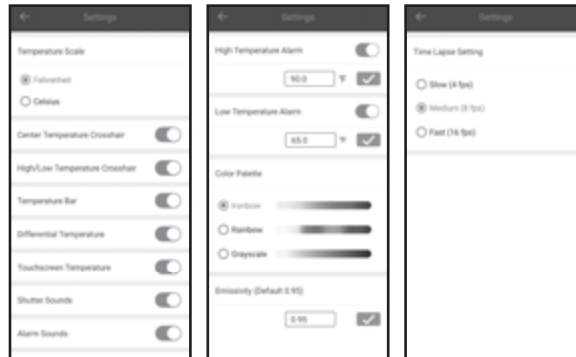 Settings
Temperature Scale
Fahrenheit
Celsius
Center Temperature Crosshair
High/Low Temperature Crosshair
Temperature Bar
Differential Temperature
Touchscreen Temperature
Shutter Sounds
Alarm Sounds
Settings
High Temperature Alarm
90.0 °F
Low Temperature Alarm
65.0 °F
Color Palette
Ironbow
Rainbow
Grayscale
Emissivity (Default 0.95)
0.95
Settings
Time Lapse Setting
Slow (4 fps)
Medium (8 fps)
Fast (16 fps)